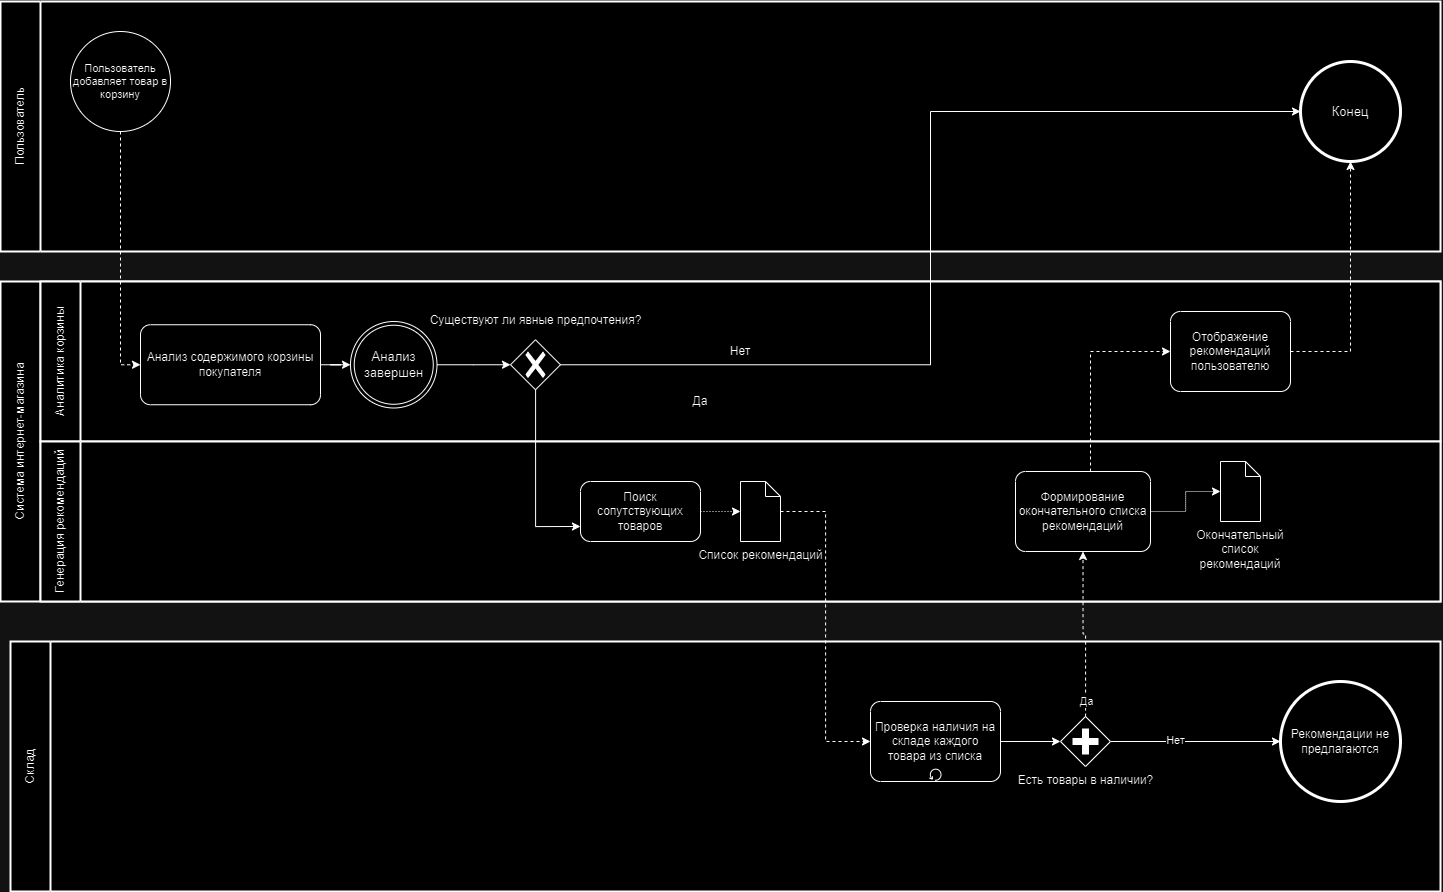 Пользователь
Пользователь
добавляет товар в
корзину
Конец
Система интернет-магазина
Аналитика корзины
Анализ содержимого корзины
покупателя
Анализ
завершен
Существуют ли явные предпочтения?
Нет
Да
Отображение
рекомендаций
пользователю
Генерация рекомендаций
Поиск
сопутствующих
товаров
Список рекомендаций
Формирование
окончательного списка
рекомендаций
Окончательный
список
рекомендаций
Склад
Проверка наличия на
складе каждого
товара из списка
Да
Есть товары в наличии?
Нет
Рекомендации не
предлагаются